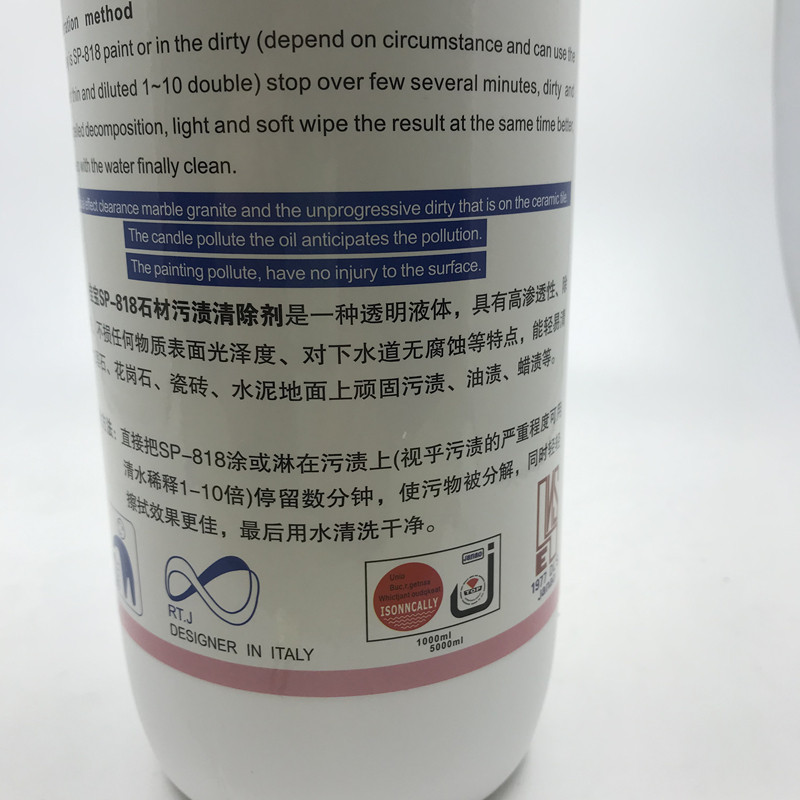 method
SP-818 paint or in the dirty (depend on circumstance and can use the
thin and diluted 1~10 double) stop over few several minutes, dirty and
decomposition, light and soft wipe the result at the same time better
with the water finally clean.
effect clearance marble granite and the unprogressive dirty that is on the ceramic tile.
The candle pollute the oil anticipates the pollution.
The painting pollute, have no injury to the surface.
SP-818石材污渍清除剂是一种透明液体，具有高渗透性、
不损任何物质表面光泽度、对下水道无腐蚀等特点，能轻易清
石、花岗石、瓷砖、水泥地面上顽固污渍、油渍、蜡渍等。
直接把SP-818涂或淋在污渍上(视乎污渍的严重程度可用
清水稀释1-10倍)停留数分钟，使污物被分解，同时轻轻
擦拭效果更佳，最后用水清洗干净。
RT.J
DESIGNER IN ITALY
ISONNCALLY
Janan
TOP
1000ml
5000ml
1977